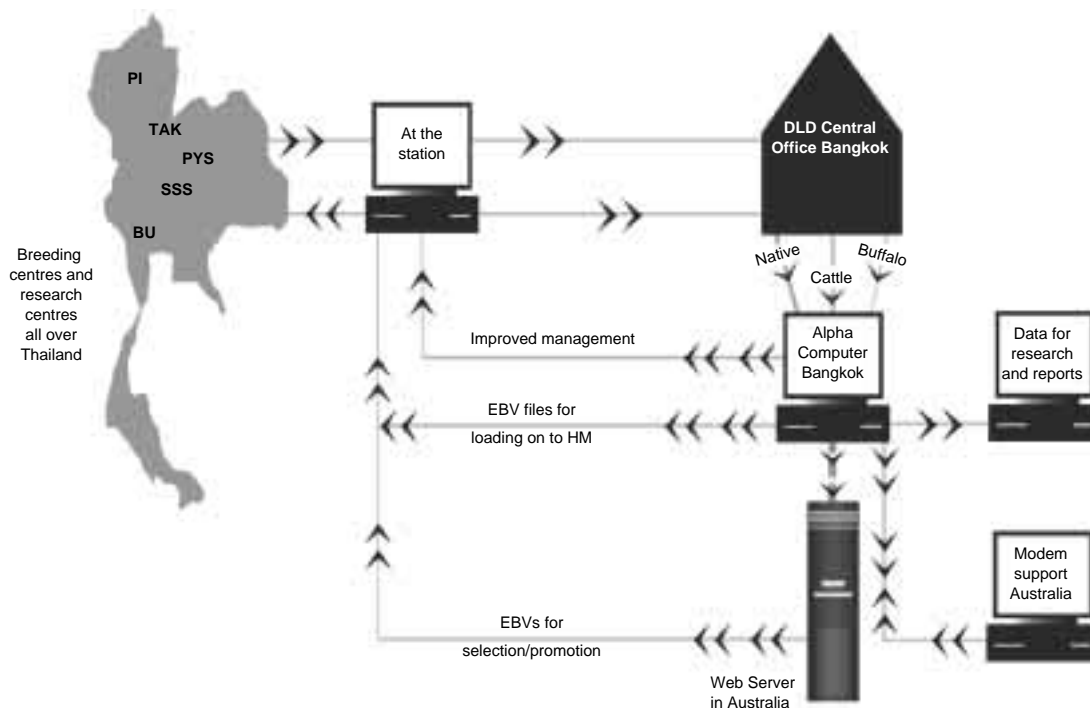 PI
TAK
PYS
SSS
BU
Breeding
centres and
research
centres
all over
Thailand
At the
station
DLD Central
Office Bangkok
Native
Cattle
Buffalo
Improved management
Alpha
Computer
Bangkok
Data for
research
and reports
EBV files for
loading on to HM
Modem
support
Australia
EBVs for
selection/promotion
Web Server
in Australia